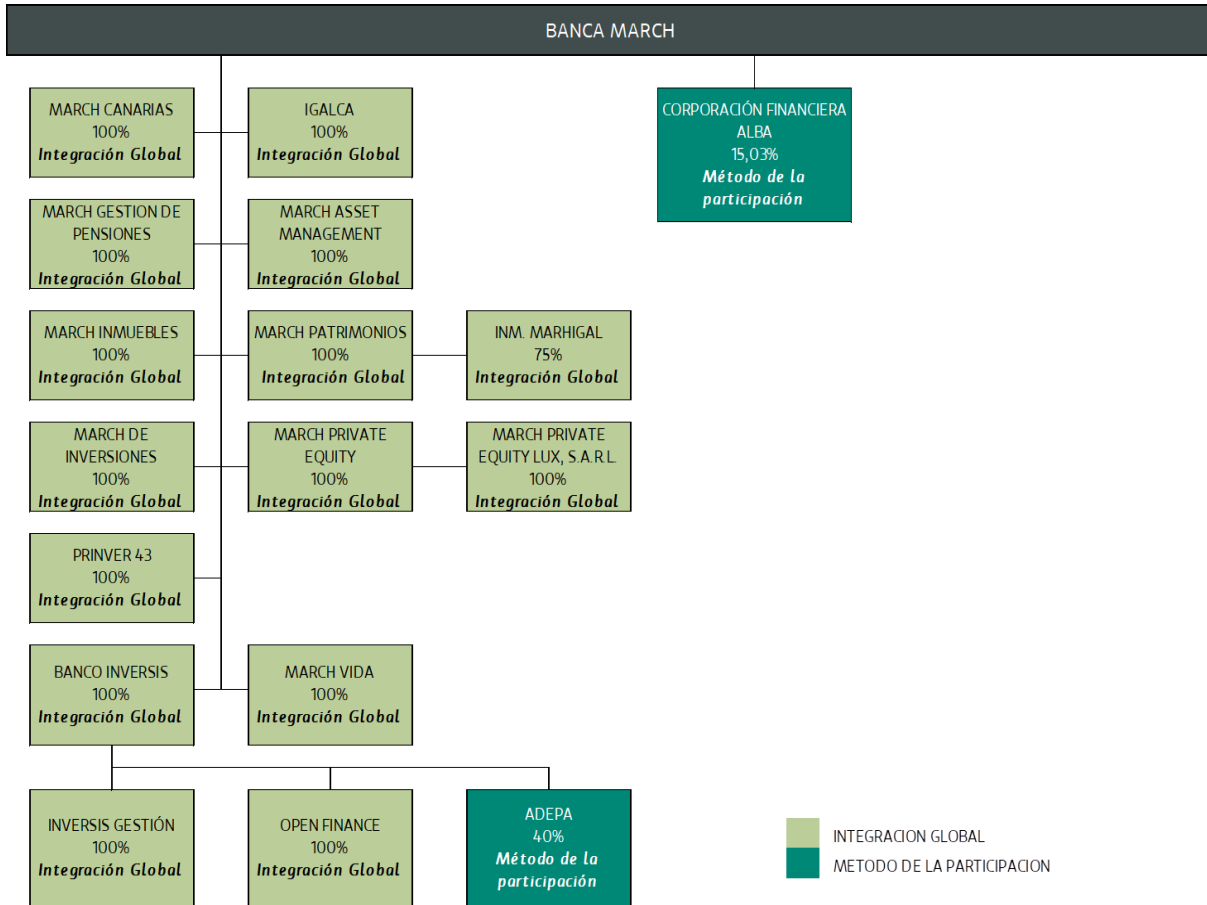 BANCA MARCH
MARCH CANARIAS
100%
Integración Global
IGALCA
100%
Integración Global
CORPORACIÓN FINANCIERA
ALBA
15,03%
Método de la
participación
MARCH GESTION DE
PENSIONES
100%
Integración Global
MARCH ASSET
MANAGEMENT
100%
Integración Global
MARCH INMUEBLES
100%
Integración Global
MARCH PATRIMONIOS
100%
Integración Global
INM. MARHIGAL
75%
Integración Global
MARCH DE
INVERSIONES
100%
Integración Global
MARCH PRIVATE
EQUITY
100%
Integración Global
MARCH PRIVATE
EQUITY LUX, S.A.R.L.
100%
Integración Global
PRINVER 43
100%
Integración Global
BANCO INVERSIS
100%
Integración Global
MARCH VIDA
100%
Integración Global
INVERSIS GESTIÓN
100%
Integración Global
OPEN FINANCE
100%
Integración Global
ADEPA
40%
Método de la
participación
INTEGRACION GLOBAL
METODO DE LA PARTICIPACION